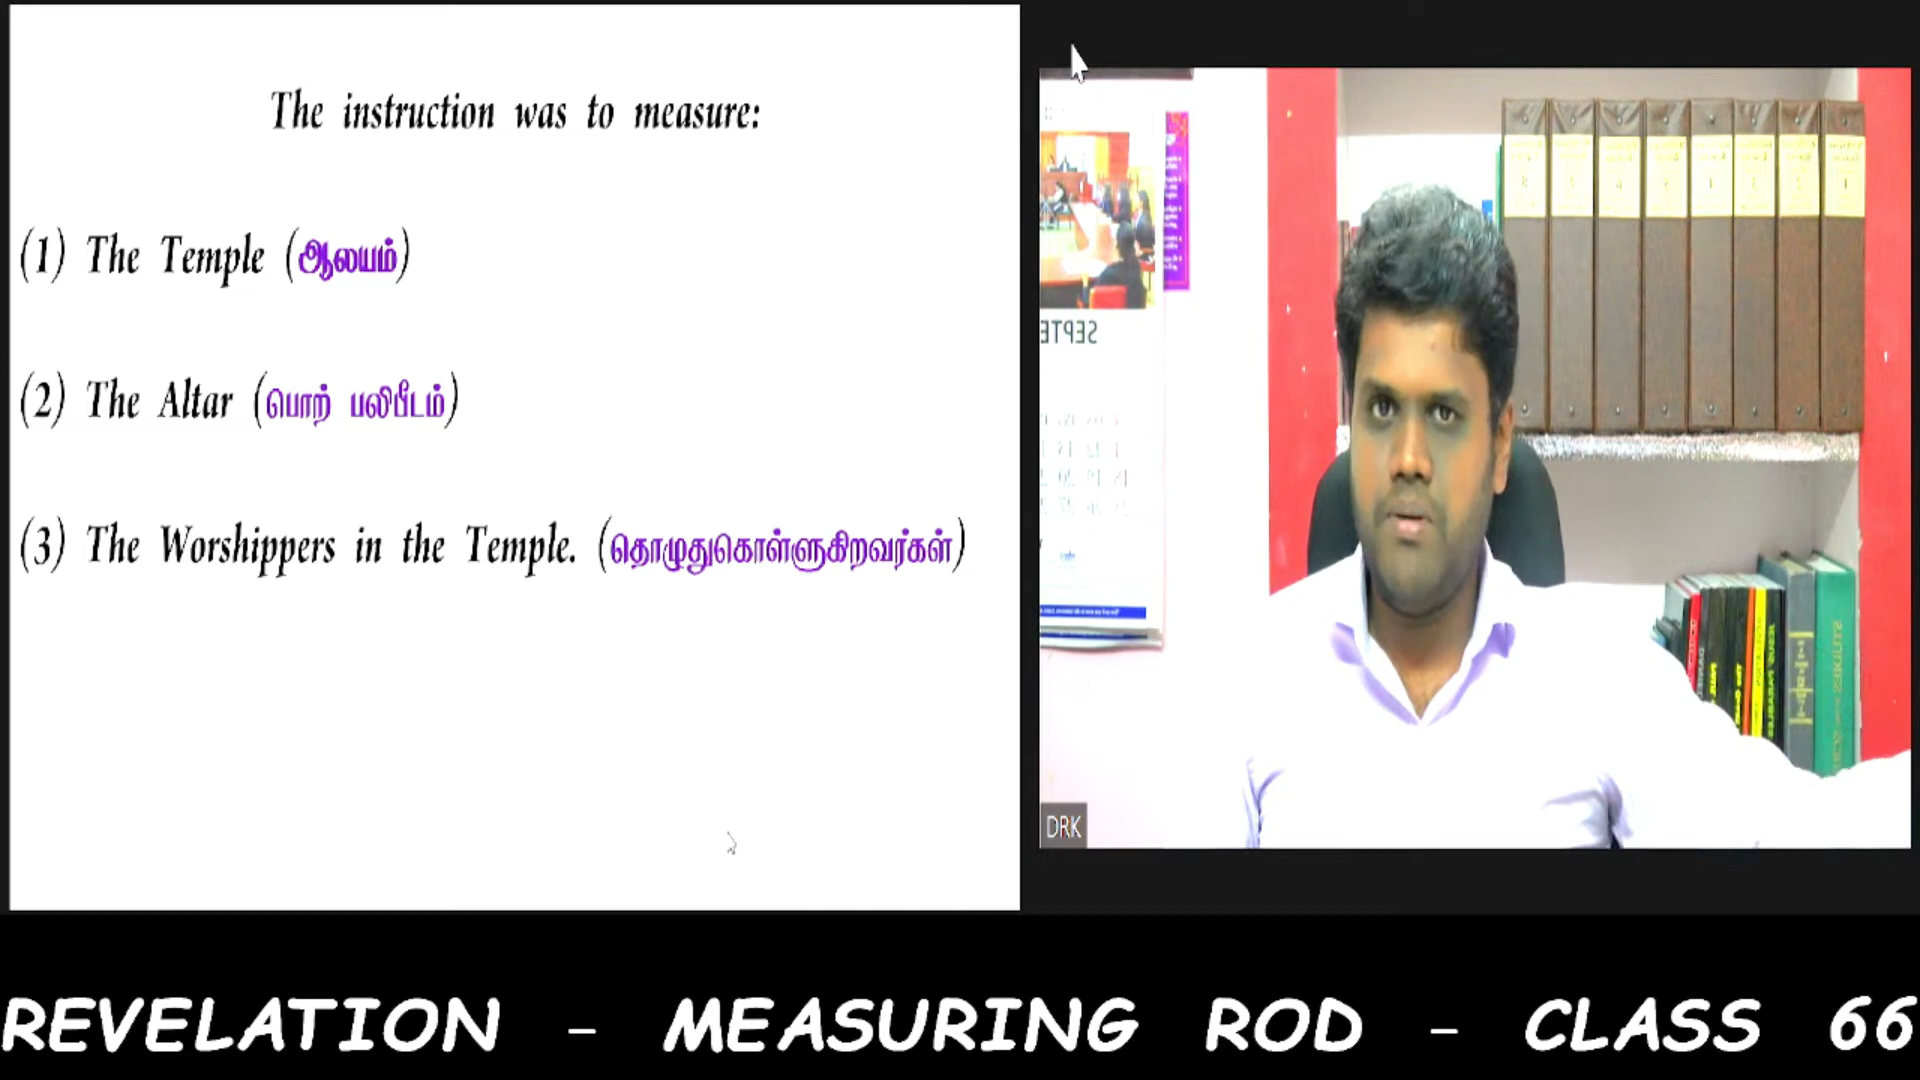 The instruction was to measure:
(1) The Temple (ஆலயம்)
(2) The Altar (பொற் பலிபீடம்)
(3) The Worshippers in the Temple. (தொழுதுகொள்ளுகிறவர்கள்)
SEPTE
DRK
REVELATION - MEASURING ROD - CLASS 66